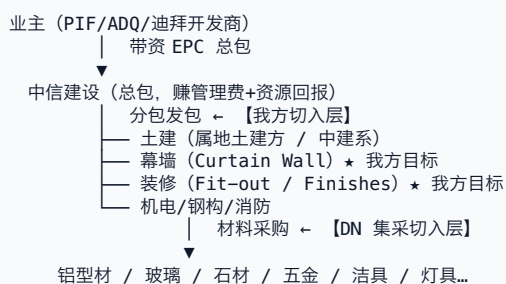 业主（PIF/ADQ/迪拜开发商）
│ 带资 EPC 总包
▼
中信建设（总包，赚管理费+资源回报）
│ 分包发包 ← 【我方切入层】
├── 土建（属地土建方 / 中建系）
├── 幕墙（Curtain Wall）★ 我方目标
├── 装修（Fit-out / Finishes）★ 我方目标
└── 机电/钢构/消防
│ 材料采购 ← 【DN 集采切入层】
▼
铝型材 / 玻璃 / 石材 / 五金 / 洁具 / 灯具…